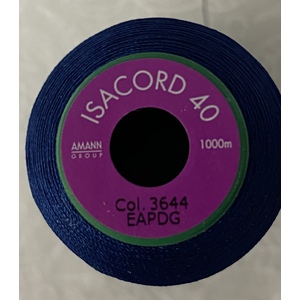 ISACORD 40
AMANN
GROUP
1000m
Col. 3644
EAPDG